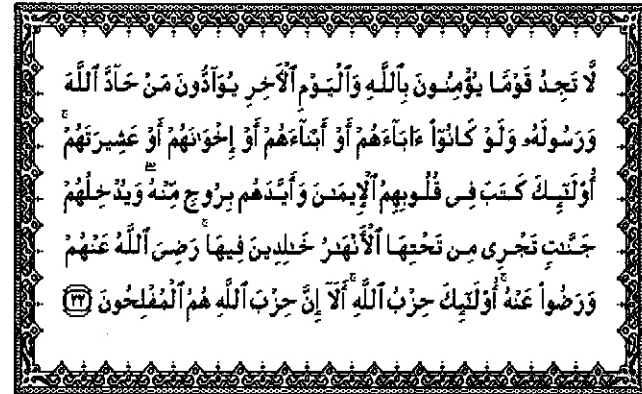 لَّا تَجِدُ قَوْمًا يُؤْمِنُونَ بِٱللَّهِ وَٱلْيَوْمِ ٱلْأَخِرِ يُوَآدُّونَ مَنْ حَآدَّ ٱللَّهَ
وَرَسُولَهُۥ وَلَوْ كَانُوٓا۟ ءَابَآءَهُمْ أَوْ أَبْنَآءَهُمْ أَوْ إِخْوَٰنَهُمْ أَوْ عَشِيرَتَهُمْ ۚ
أُو۟لَٰٓئِكَ كَتَبَ فِى قُلُوبِهِمُ ٱلْإِيمَٰنَ وَأَيَّدَهُم بِرُوحٍ مِّنْهُ ۖ وَيُدْخِلُهُمْ
جَنَّٰتٍ تَجْرِى مِن تَحْتِهَا ٱلْأَنْهَٰرُ خَٰلِدِينَ فِيهَا ۚ رَضِىَ ٱللَّهُ عَنْهُمْ
وَرَضُوا۟ عَنْهُ ۚ أُو۟لَٰٓئِكَ حِزْبُ ٱللَّهِ ۚ أَلَآ إِنَّ حِزْبَ ٱللَّهِ هُمُ ٱلْمُفْلِحُونَ ٢٢